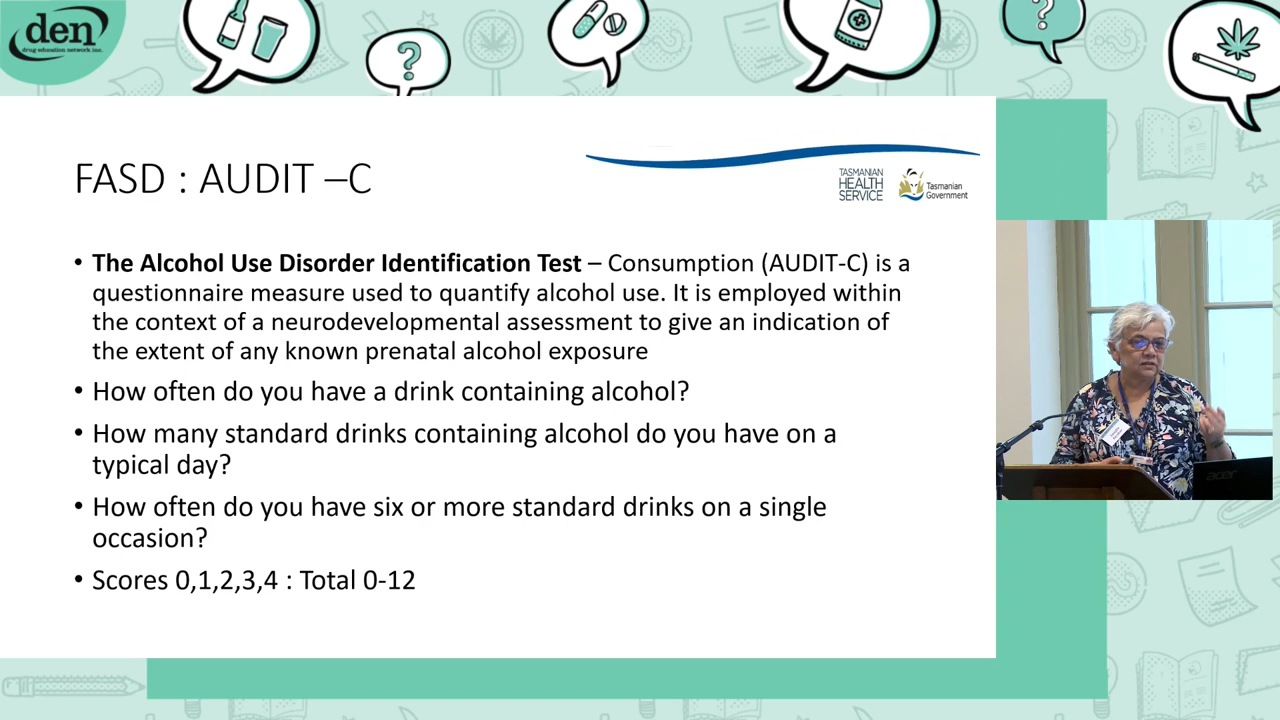 den
drug education network inc.
?
?
?
FASD : AUDIT –C
TASMANIAN
HEALTH
SERVICE
Tasmanian
Government
• The Alcohol Use Disorder Identification Test – Consumption (AUDIT-C) is a
questionnaire measure used to quantify alcohol use. It is employed within
the context of a neurodevelopmental assessment to give an indication of
the extent of any known prenatal alcohol exposure
• How often do you have a drink containing alcohol?
• How many standard drinks containing alcohol do you have on a
typical day?
• How often do you have six or more standard drinks on a single
occasion?
• Scores 0,1,2,3,4 : Total 0-12
acer